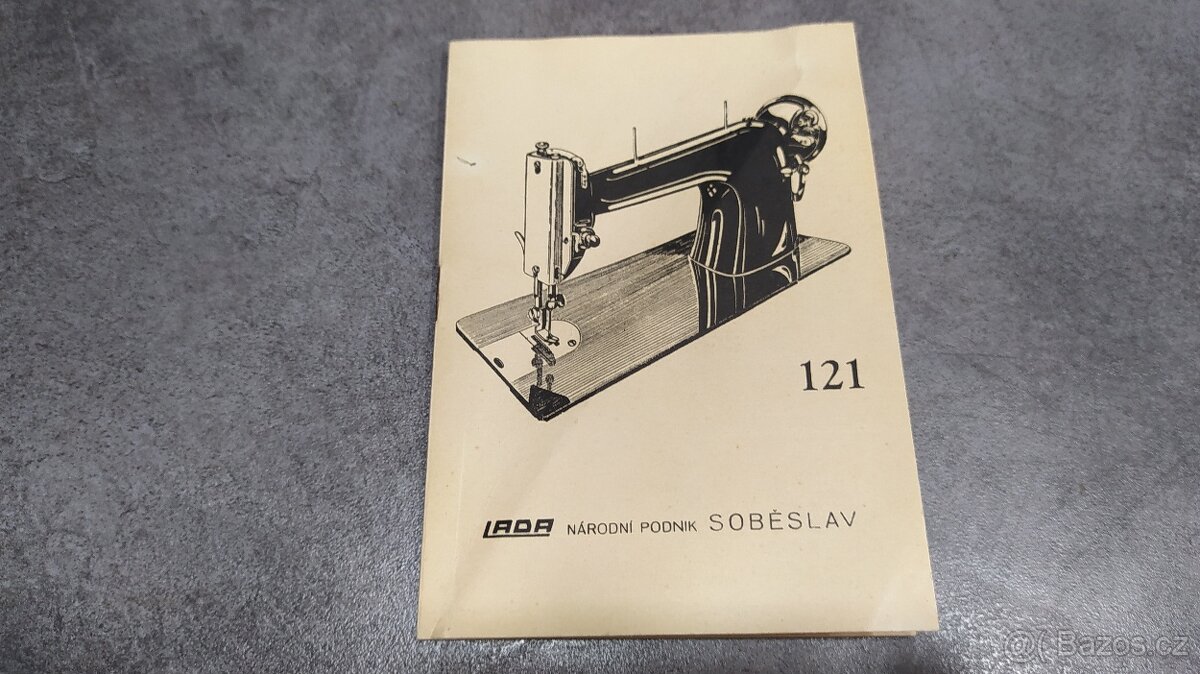 121
LADA NÁRODNÍ PODNIK SOBĚSLAV
@( Bazos.cz